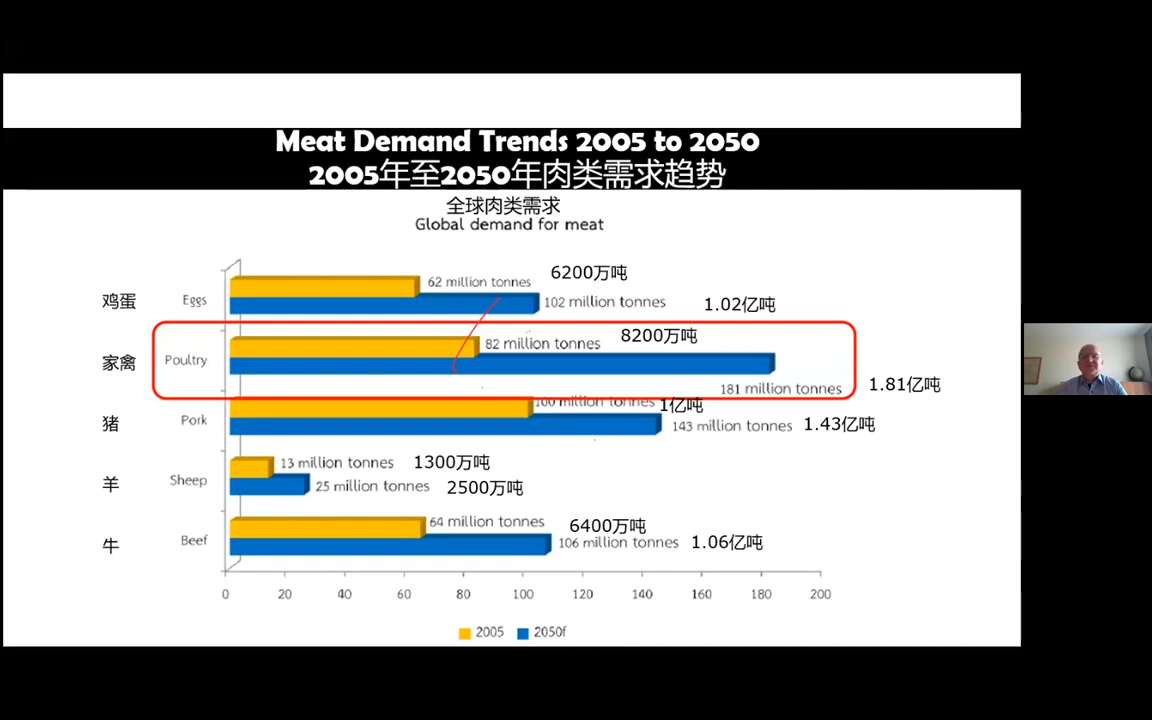 Meat Demand Trends 2005 to 2050
2005年至2050年肉类需求趋势
全球肉类需求
Global demand for meat
62 million tonnes 6200万吨
鸡蛋 Eggs 102 million tonnes 1.02亿吨
82 million tonnes 8200万吨
家禽 Poultry
181 million tonnes 1.81亿吨
100 million tonnes 1亿吨
猪 Pork 143 million tonnes 1.43亿吨
13 million tonnes 1300万吨
羊 Sheep 25 million tonnes 2500万吨
64 million tonnes 6400万吨
牛 Beef 106 million tonnes 1.06亿吨
0 20 40 60 80 100 120 140 160 180 200
2005 2050f